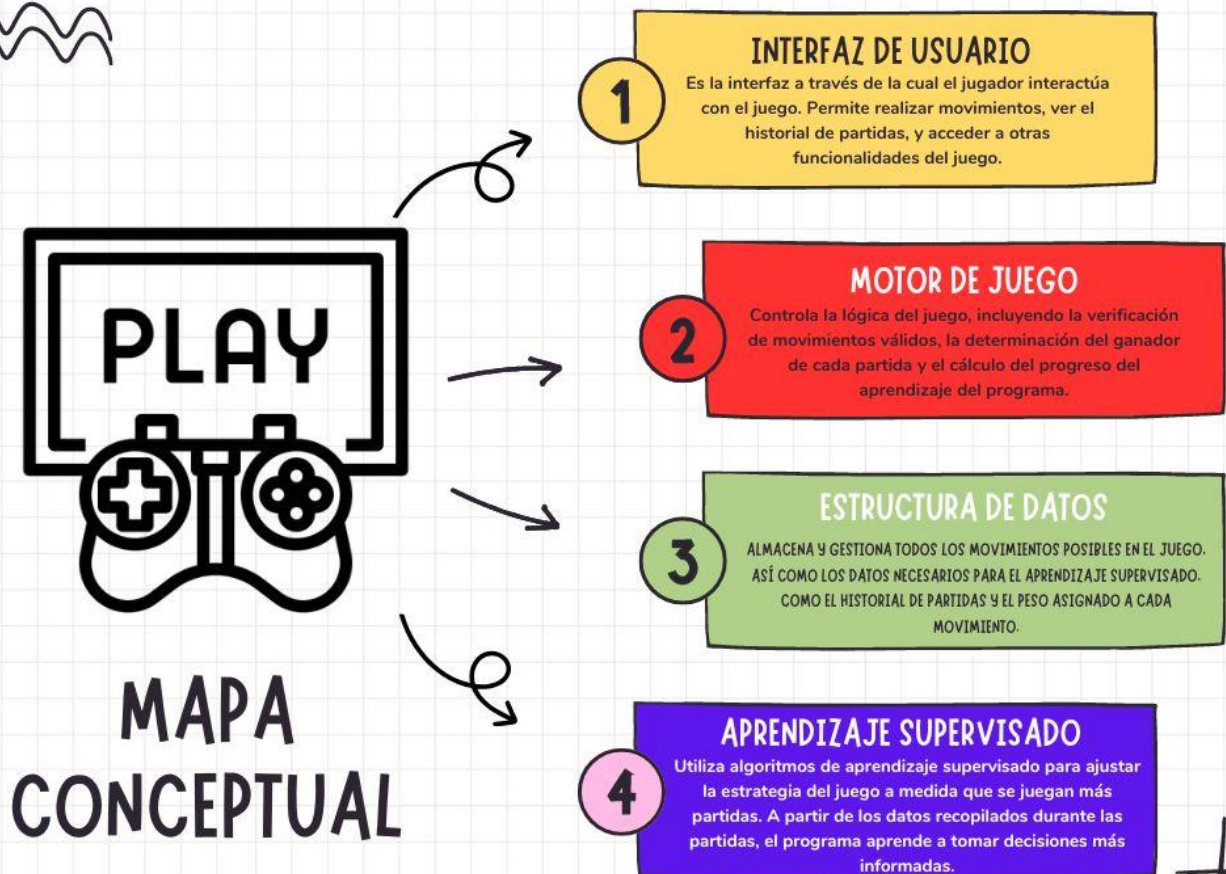 PLAY
MAPA
CONCEPTUAL
1
INTERFAZ DE USUARIO
Es la interfaz a través de la cual el jugador interactúa
con el juego. Permite realizar movimientos, ver el
historial de partidas, y acceder a otras
funcionalidades del juego.
2
MOTOR DE JUEGO
Controla la lógica del juego, incluyendo la verificación
de movimientos válidos, la determinación del ganador
de cada partida y el cálculo del progreso del
aprendizaje del programa.
3
ESTRUCTURA DE DATOS
ALMACENA Y GESTIONA TODOS LOS MOVIMIENTOS POSIBLES EN EL JUEGO.
ASÍ COMO LOS DATOS NECESARIOS PARA EL APRENDIZAJE SUPERVISADO.
COMO EL HISTORIAL DE PARTIDAS Y EL PESO ASIGNADO A CADA
MOVIMIENTO.
4
APRENDIZAJE SUPERVISADO
Utiliza algoritmos de aprendizaje supervisado para ajustar
la estrategia del juego a medida que se juegan más
partidas. A partir de los datos recopilados durante las
partidas, el programa aprende a tomar decisiones más
informadas.